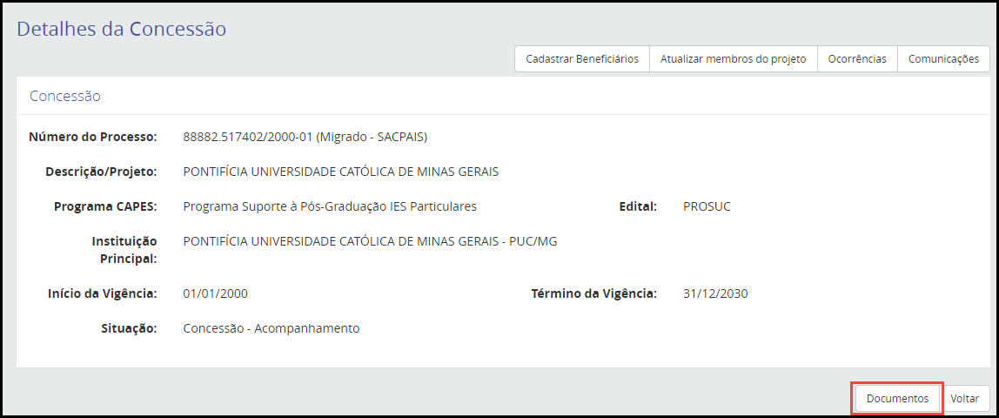 Detalhes da Concessão
Cadastrar Beneficiários Atualizar membros do projeto Ocorrências Comunicações
Concessão
Número do Processo: 88882.517402/2000-01 (Migrado - SACPAIS)
Descrição/Projeto: PONTIFÍCIA UNIVERSIDADE CATÓLICA DE MINAS GERAIS
Programa CAPES: Programa Suporte à Pós-Graduação IES Particulares Edital: PROSUC
Instituição PONTIFÍCIA UNIVERSIDADE CATÓLICA DE MINAS GERAIS - PUC/MG
Principal:
Início da Vigência: 01/01/2000 Término da Vigência: 31/12/2030
Situação: Concessão - Acompanhamento
Documentos Voltar